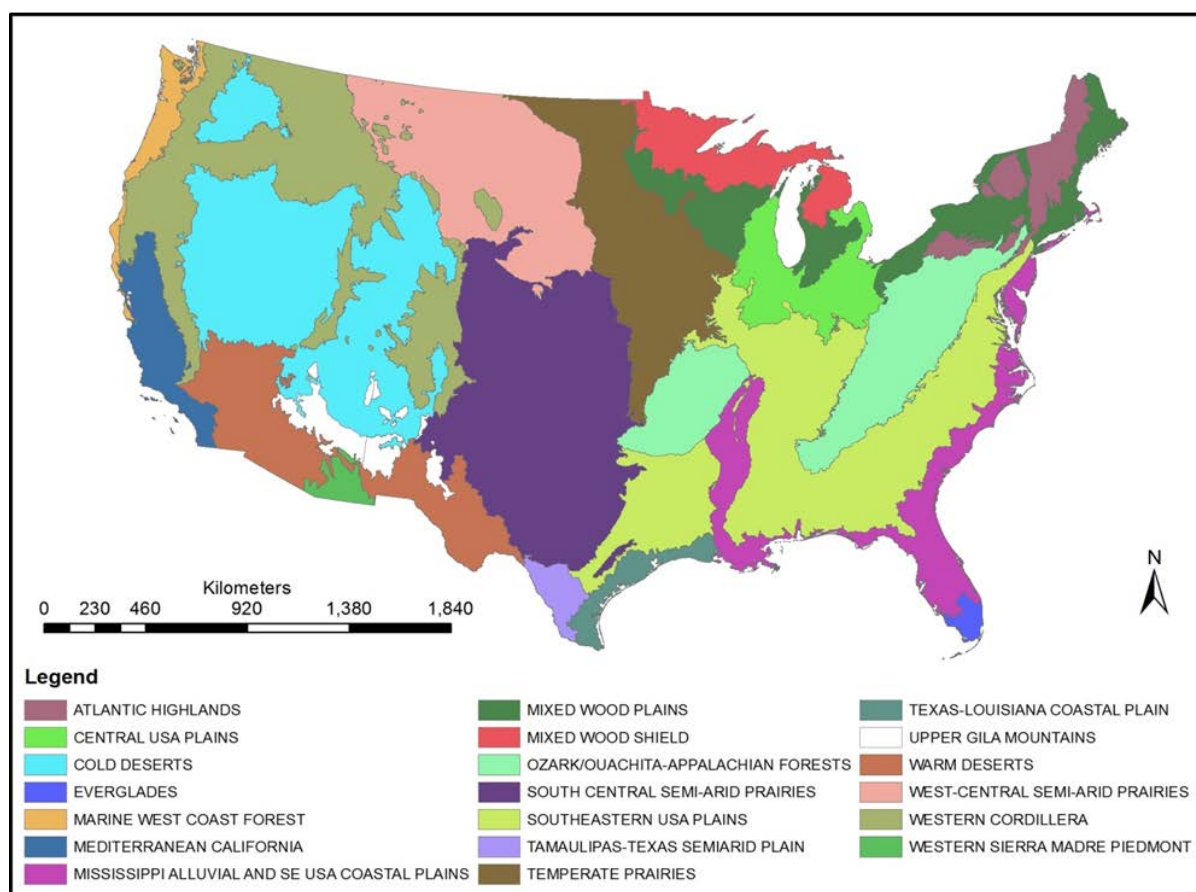 N
Kilometers
0 230 460 920 1,380 1,840
Legend
ATLANTIC HIGHLANDS
CENTRAL USA PLAINS
COLD DESERTS
EVERGLADES
MARINE WEST COAST FOREST
MEDITERRANEAN CALIFORNIA
MISSISSIPPI ALLUVIAL AND SE USA COASTAL PLAINS
MIXED WOOD PLAINS
MIXED WOOD SHIELD
OZARK/OUACHITA-APPALACHIAN FORESTS
SOUTH CENTRAL SEMI-ARID PRAIRIES
SOUTHEASTERN USA PLAINS
TAMAULIPAS-TEXAS SEMIARID PLAIN
TEMPERATE PRAIRIES
TEXAS-LOUISIANA COASTAL PLAIN
UPPER GILA MOUNTAINS
WARM DESERTS
WEST-CENTRAL SEMI-ARID PRAIRIES
WESTERN CORDILLERA
WESTERN SIERRA MADRE PIEDMONT